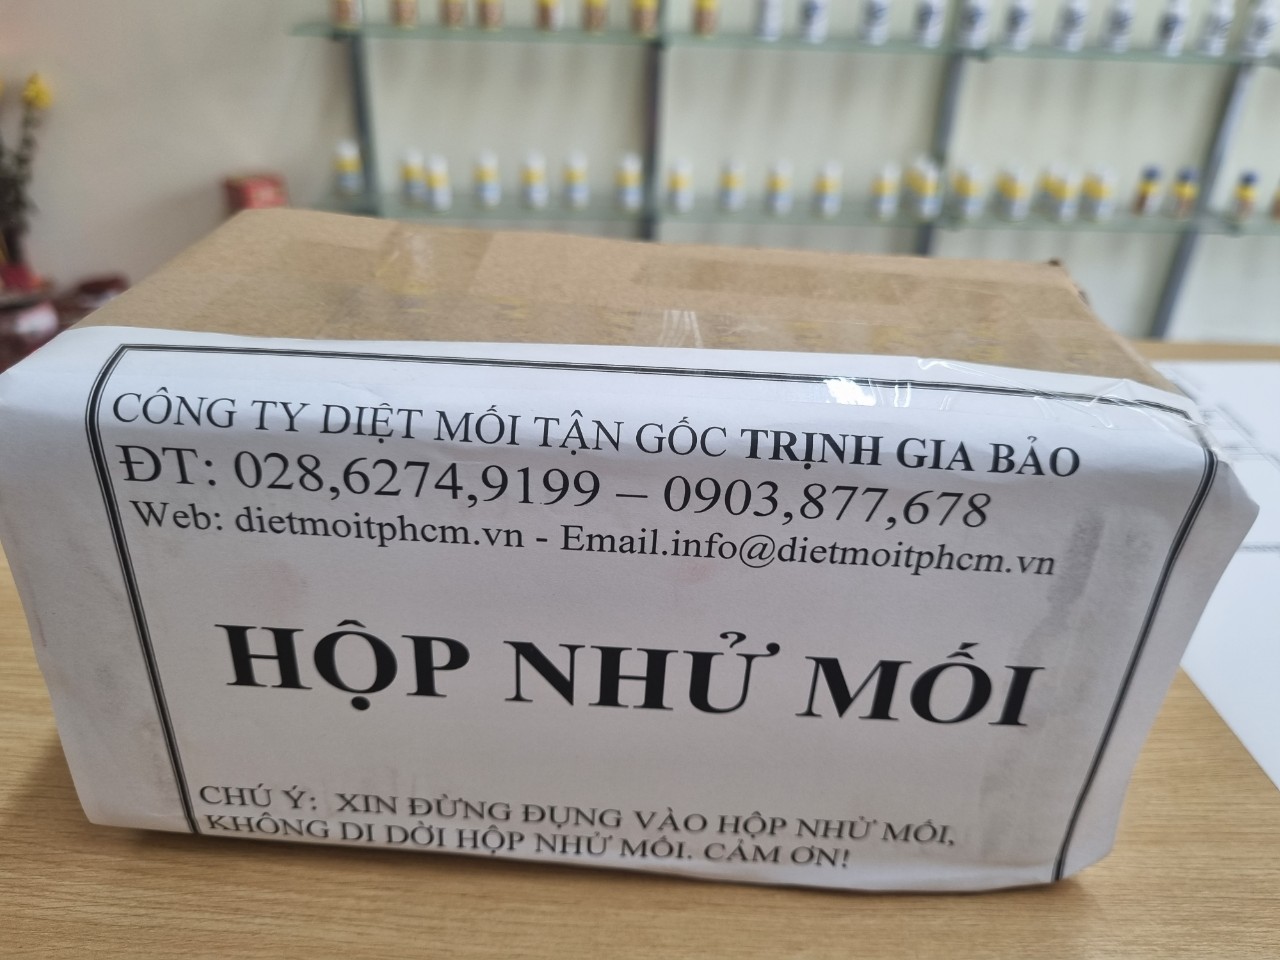 CÔNG TY DIỆT MỐI TẬN GỐC TRỊNH GIA BẢO
ĐT: 028,6274,9199 – 0903,877,678
Web: dietmoitphcm.vn - Email.info@dietmoitphcm.vn
HỘP NHỬ MỐI
CHÚ Ý: XIN ĐỪNG ĐỤNG VÀO HỘP NHỬ MỐI,
KHÔNG DI DỜI HỘP NHỬ MỐI. CẢM ƠN!